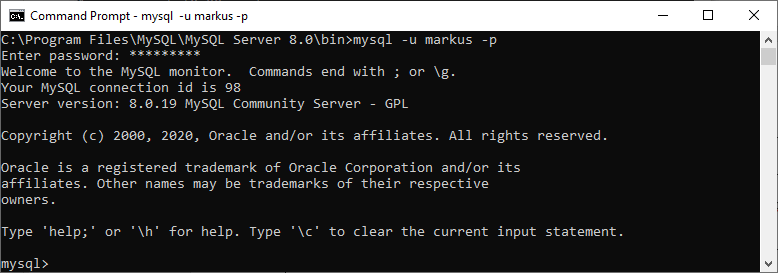 Command Prompt - mysql -u markus -p
C:\Program Files\MySQL\MySQL Server 8.0\bin>mysql -u markus -p
Enter password: *********
Welcome to the MySQL monitor.  Commands end with ; or \g.
Your MySQL connection id is 98
Server version: 8.0.19 MySQL Community Server - GPL
Copyright (c) 2000, 2020, Oracle and/or its affiliates. All rights reserved.
Oracle is a registered trademark of Oracle Corporation and/or its
affiliates. Other names may be trademarks of their respective
owners.
Type 'help;' or '\h' for help. Type '\c' to clear the current input statement.
mysql>